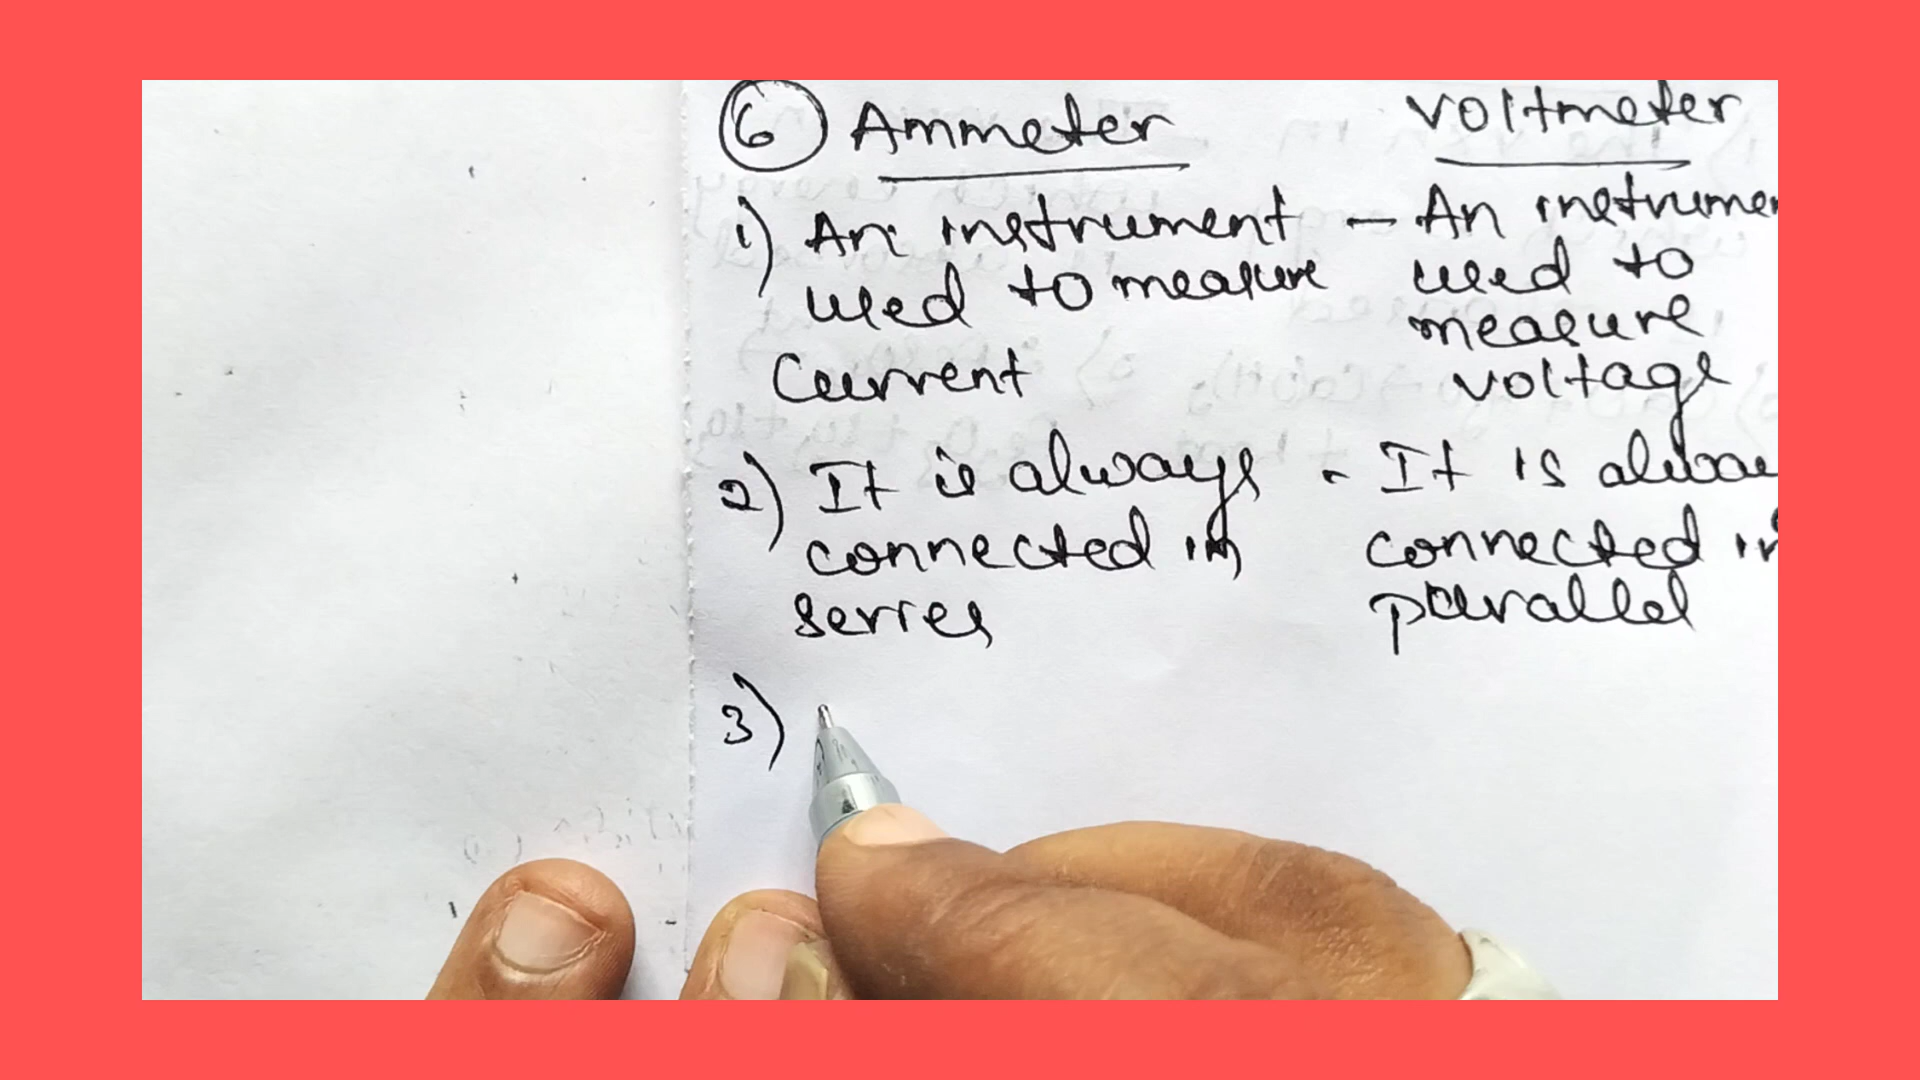 6 Ammeter
1) An instrument
used to measure
Current
2) It is always
connected in
series
3)
Voltmeter
- An instrumen
used to
measure
voltage
- It is alway
connected in
parallel